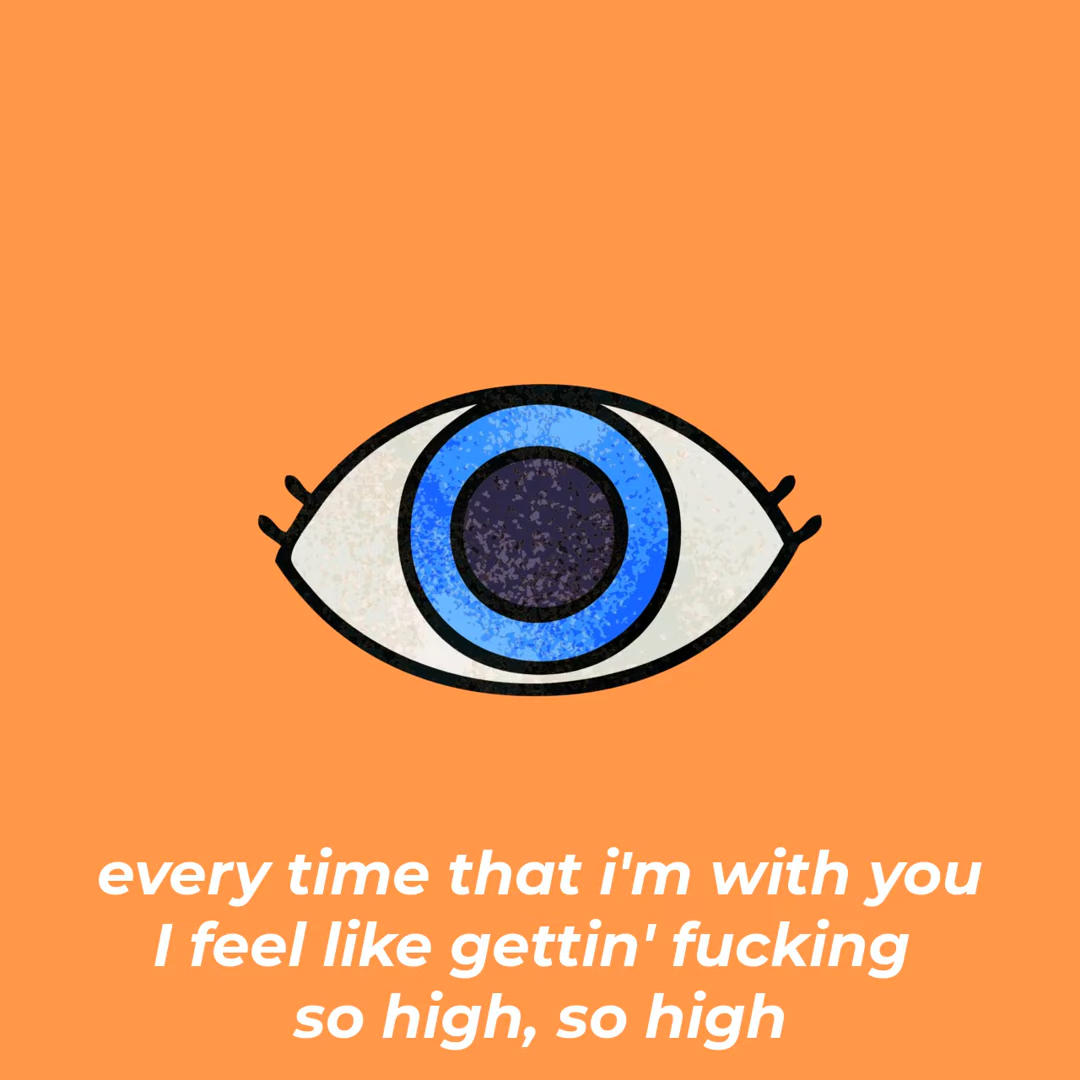 every time that i'm with you
I feel like gettin' fucking
so high, so high